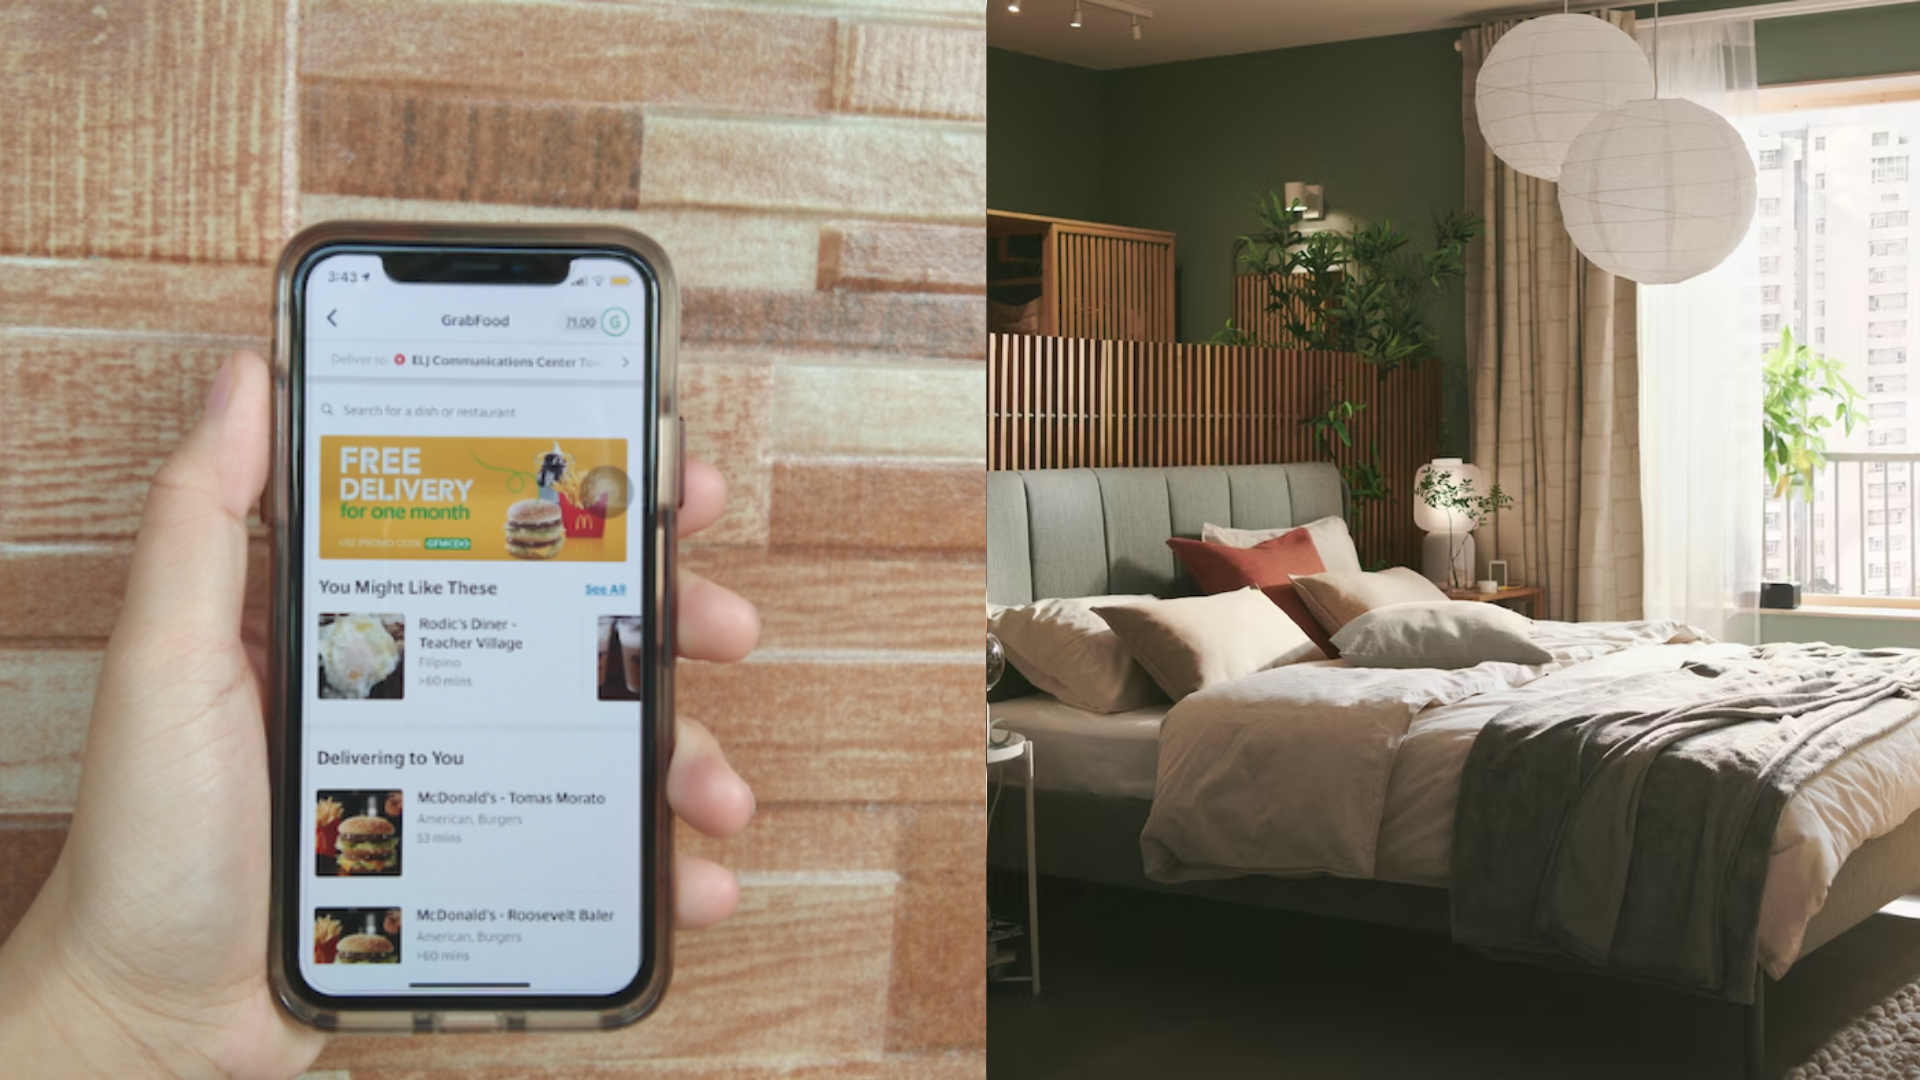 3:43
GrabFood
71.00 G
Deliver to ELJ Communications Center To
Search for a dish or restaurant
FREE
DELIVERY
for one month
USE PROMO CODE GFMCDO
You Might Like These
See All
Rodic's Diner -
Teacher Village
Filipino
>60 mins
Delivering to You
McDonald's - Tomas Morato
American, Burgers
53 mins
McDonald's - Roosevelt Baler
American, Burgers
>60 mins